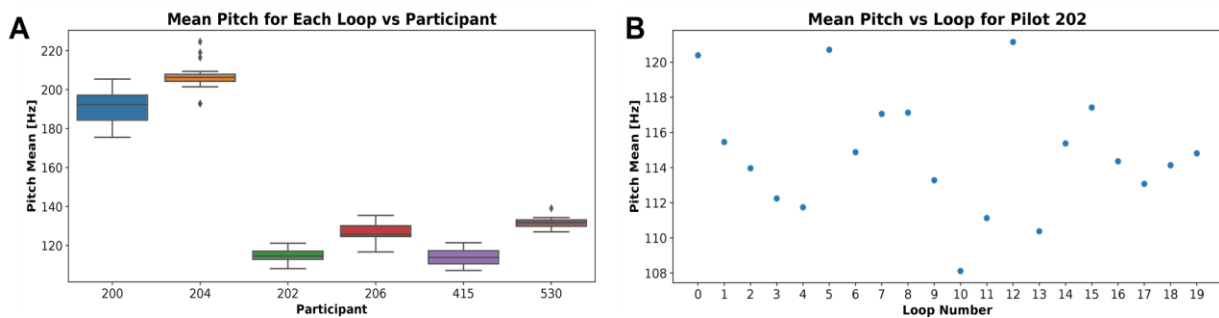 A
Mean Pitch for Each Loop vs Participant
Pitch Mean [Hz]
220
200
180
160
140
120
200 204 202 206 415 530
Participant
B
Mean Pitch vs Loop for Pilot 202
Pitch Mean [Hz]
120
118
116
114
112
110
108
0 1 2 3 4 5 6 7 8 9 10 11 12 13 14 15 16 17 18 19
Loop Number